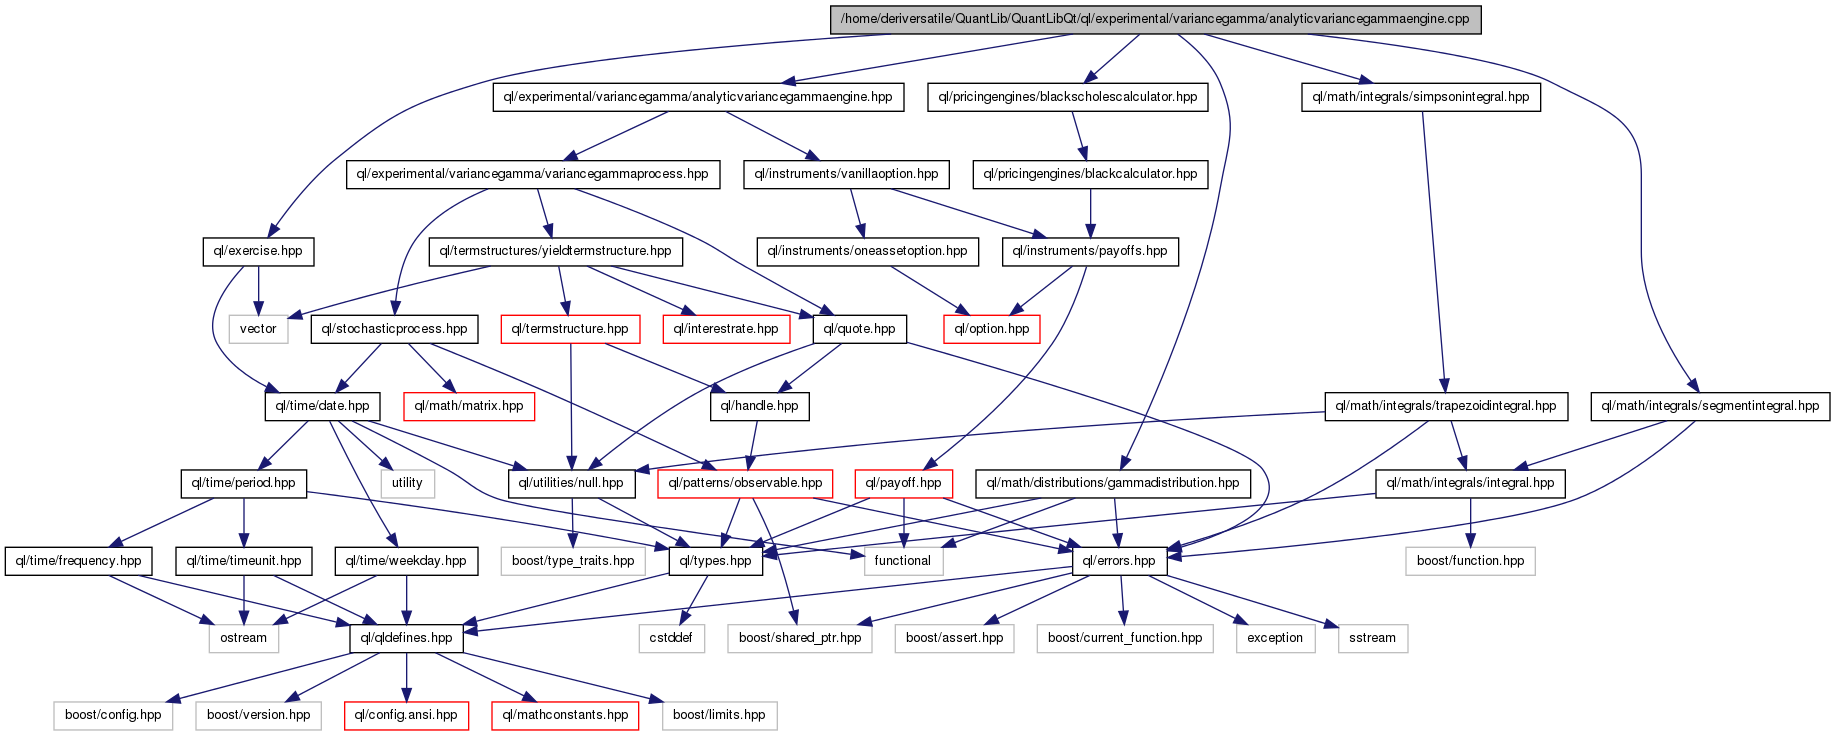 /home/deriversatile/QuantLib/QuantLibQt/ql/experimental/variancegamma/analyticvariancegammaengine.cpp
ql/experimental/variancegamma/analyticvariancegammaengine.hpp
ql/pricingengines/blackscholescalculator.hpp
ql/math/integrals/simpsonintegral.hpp
ql/experimental/variancegamma/variancegammaprocess.hpp
ql/instruments/vanillaoption.hpp
ql/pricingengines/blackcalculator.hpp
ql/exercise.hpp
ql/termstructures/yieldtermstructure.hpp
ql/instruments/oneassetoption.hpp
ql/instruments/payoffs.hpp
vector
ql/stochasticprocess.hpp
ql/termstructure.hpp
ql/interestrate.hpp
ql/quote.hpp
ql/option.hpp
ql/time/date.hpp
ql/math/matrix.hpp
ql/handle.hpp
ql/math/integrals/trapezoidintegral.hpp
ql/math/integrals/segmentintegral.hpp
ql/time/period.hpp
utility
ql/utilities/null.hpp
ql/patterns/observable.hpp
ql/payoff.hpp
ql/math/distributions/gammadistribution.hpp
ql/math/integrals/integral.hpp
ql/time/frequency.hpp
ql/time/timeunit.hpp
ql/time/weekday.hpp
boost/type_traits.hpp
ql/types.hpp
functional
ql/errors.hpp
boost/function.hpp
ostream
ql/qldefines.hpp
cstddef
boost/shared_ptr.hpp
boost/assert.hpp
boost/current_function.hpp
exception
sstream
boost/config.hpp
boost/version.hpp
ql/config.ansi.hpp
ql/mathconstants.hpp
boost/limits.hpp